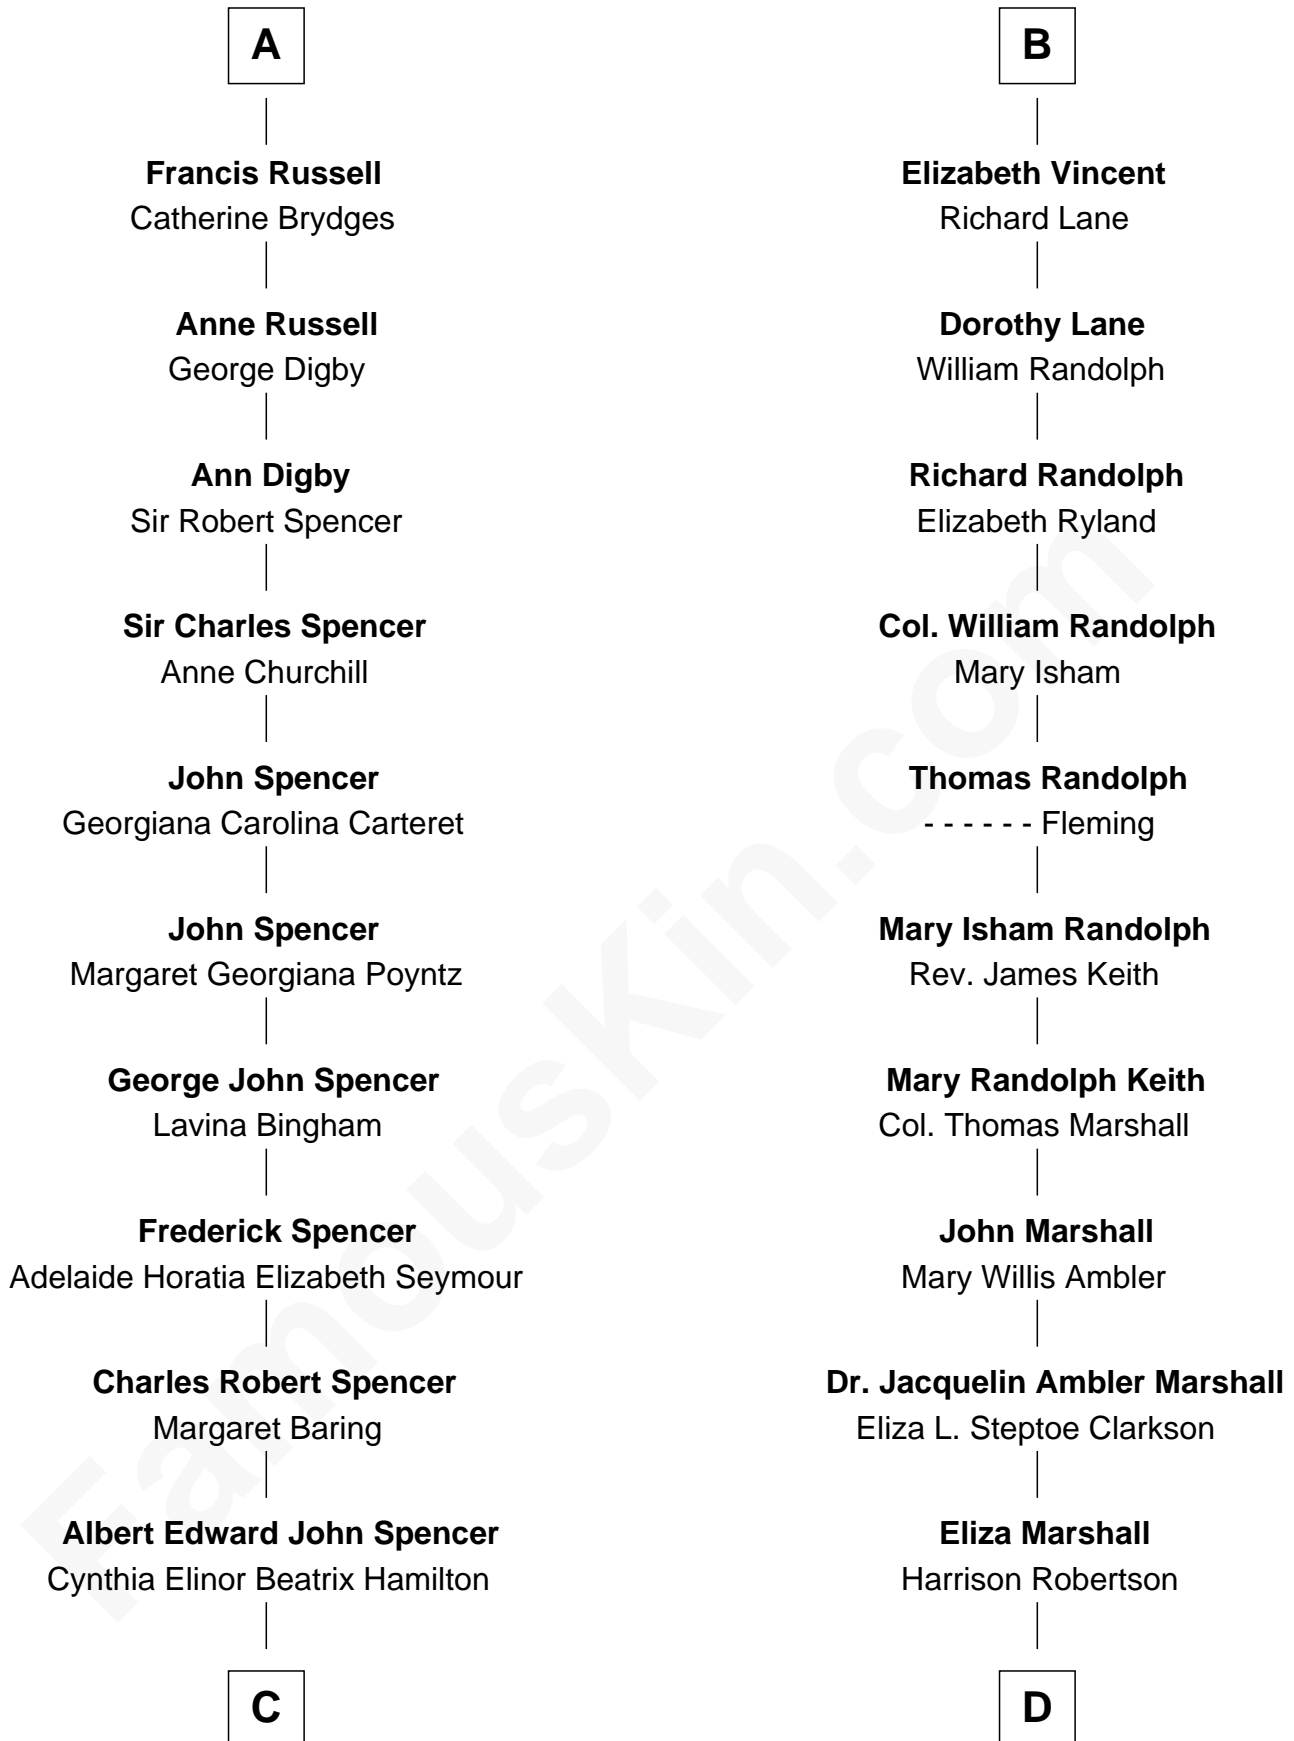 A
Francis Russell
Catherine Brydges
Anne Russell
George Digby
Ann Digby
Sir Robert Spencer
Sir Charles Spencer
Anne Churchill
John Spencer
Georgiana Carolina Carteret
John Spencer
Margaret Georgiana Poyntz
George John Spencer
Lavina Bingham
Frederick Spencer
Adelaide Horatia Elizabeth Seymour
Charles Robert Spencer
Margaret Baring
Albert Edward John Spencer
Cynthia Elinor Beatrix Hamilton
C
B
Elizabeth Vincent
Richard Lane
Dorothy Lane
William Randolph
Richard Randolph
Elizabeth Ryland
Col. William Randolph
Mary Isham
Thomas Randolph
- - - - - - Fleming
Mary Isham Randolph
Rev. James Keith
Mary Randolph Keith
Col. Thomas Marshall
John Marshall
Mary Willis Ambler
Dr. Jacquelin Ambler Marshall
Eliza L. Steptoe Clarkson
Eliza Marshall
Harrison Robertson
D
FamousKin.com